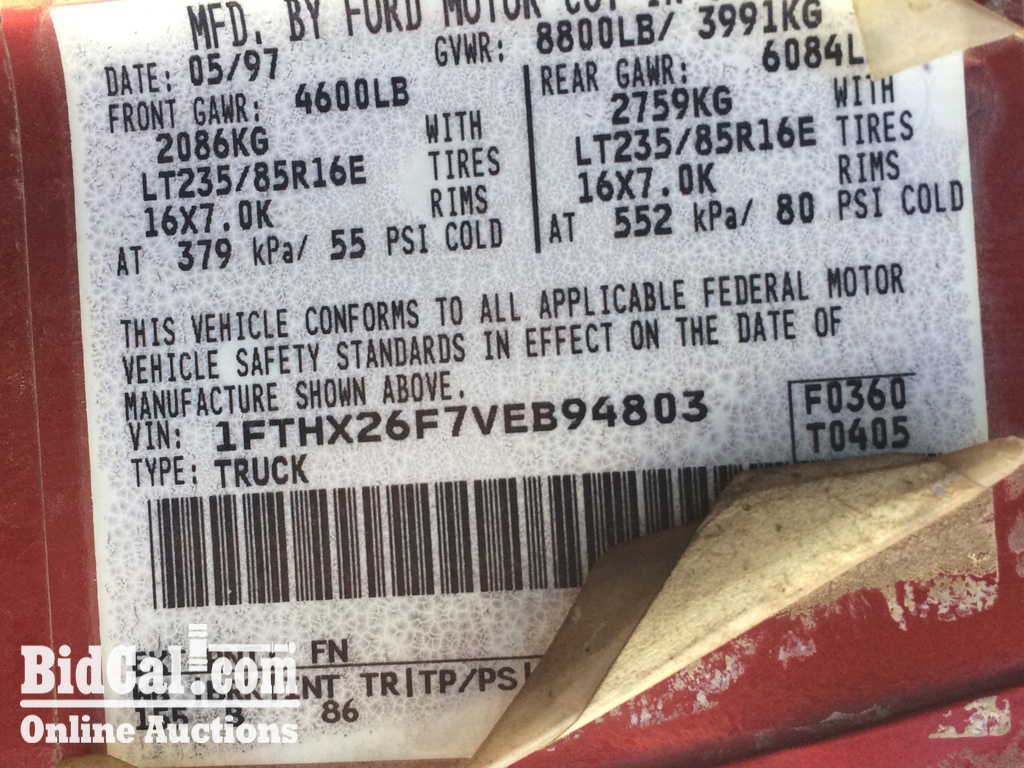 MFD. BY FORD MOTOR CO.
DATE: 05/97 GVWR: 8800LB/ 3991KG
FRONT GAWR: 4600LB REAR GAWR: 6084L
2086KG WITH 2759KG WITH
LT235/85R16E TIRES LT235/85R16E TIRES
16X7.0K RIMS 16X7.0K RIMS
AT 379 kPa/ 55 PSI COLD AT 552 kPa/ 80 PSI COLD
THIS VEHICLE CONFORMS TO ALL APPLICABLE FEDERAL MOTOR
VEHICLE SAFETY STANDARDS IN EFFECT ON THE DATE OF
MANUFACTURE SHOWN ABOVE.
VIN: 1FTHX26F7VEB94803 F0360
TYPE: TRUCK T0405
FN
INT TR TP/PS
155 B 86
BidCal.com
Online Auctions